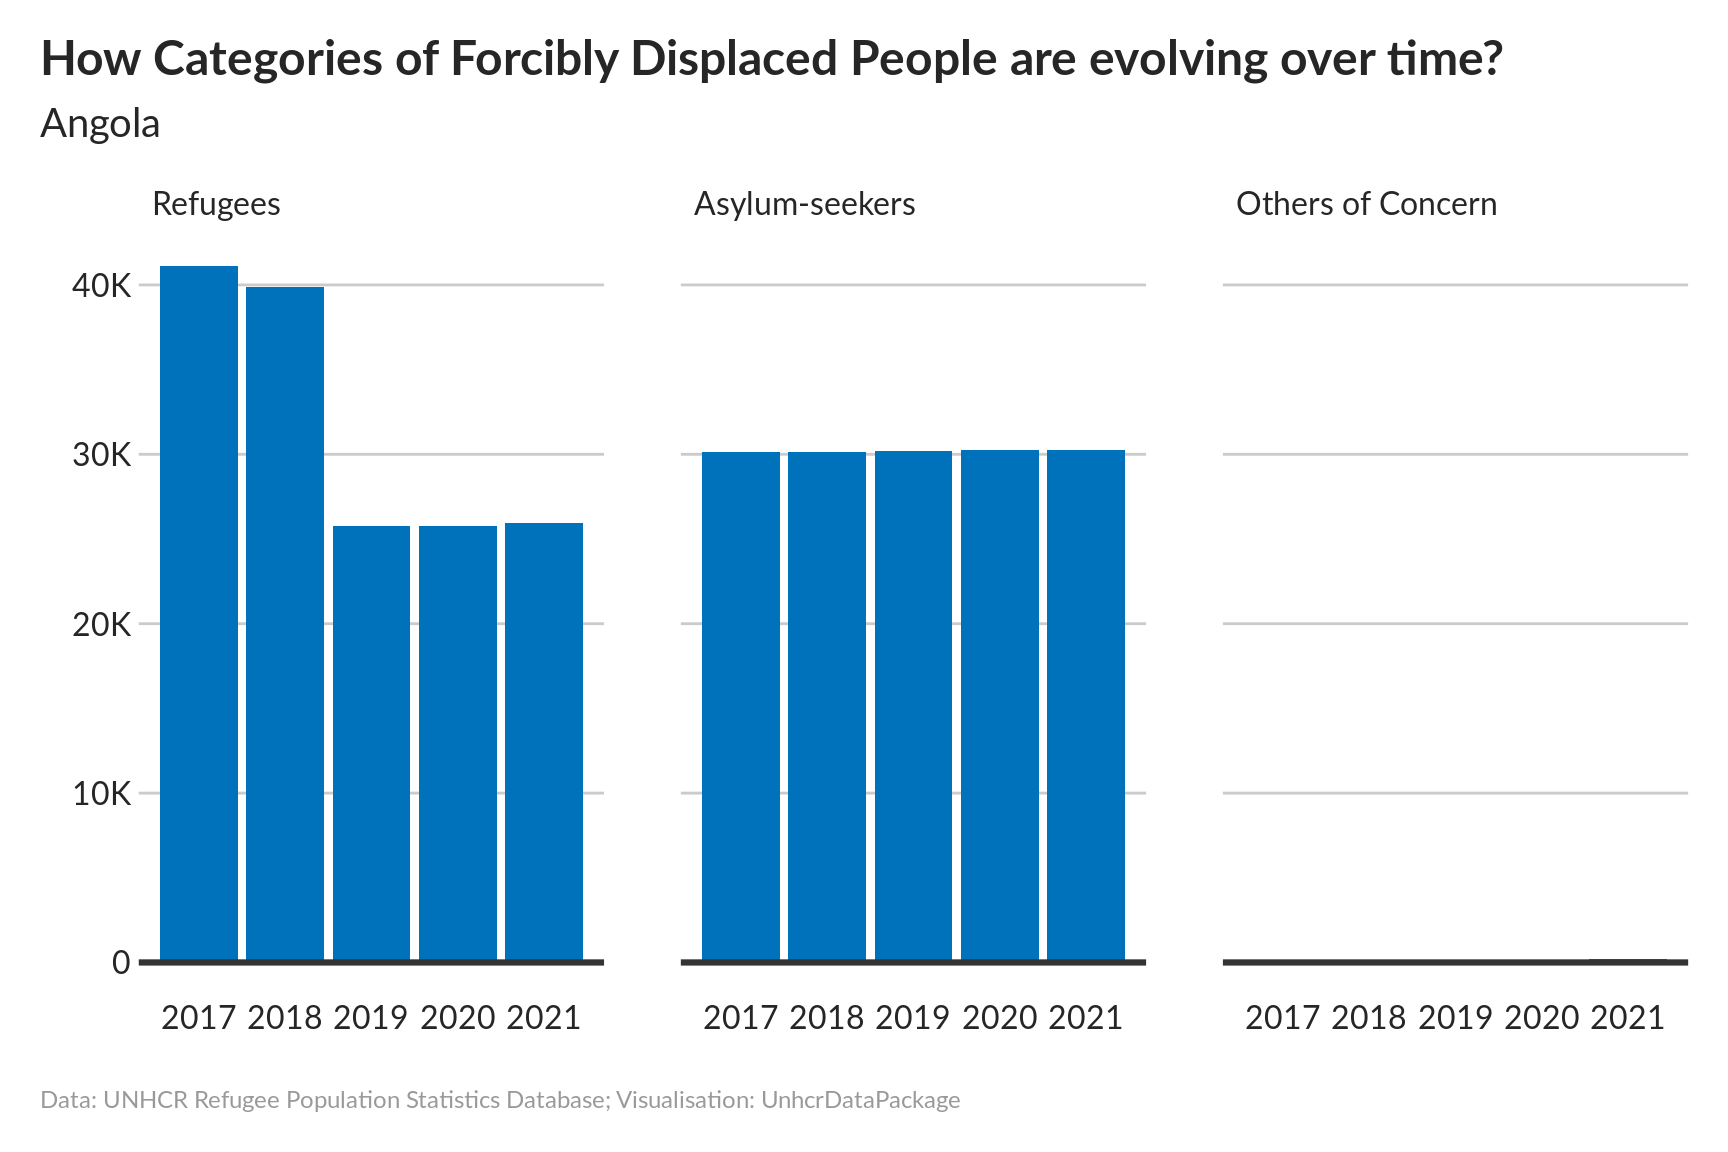 How Categories of Forcibly Displaced People are evolving over time?
Angola
Refugees
Asylum-seekers
Others of Concern
40K
30K
20K
10K
0
2017 2018 2019 2020 2021
2017 2018 2019 2020 2021
2017 2018 2019 2020 2021
Data: UNHCR Refugee Population Statistics Database; Visualisation: UnhcrDataPackage